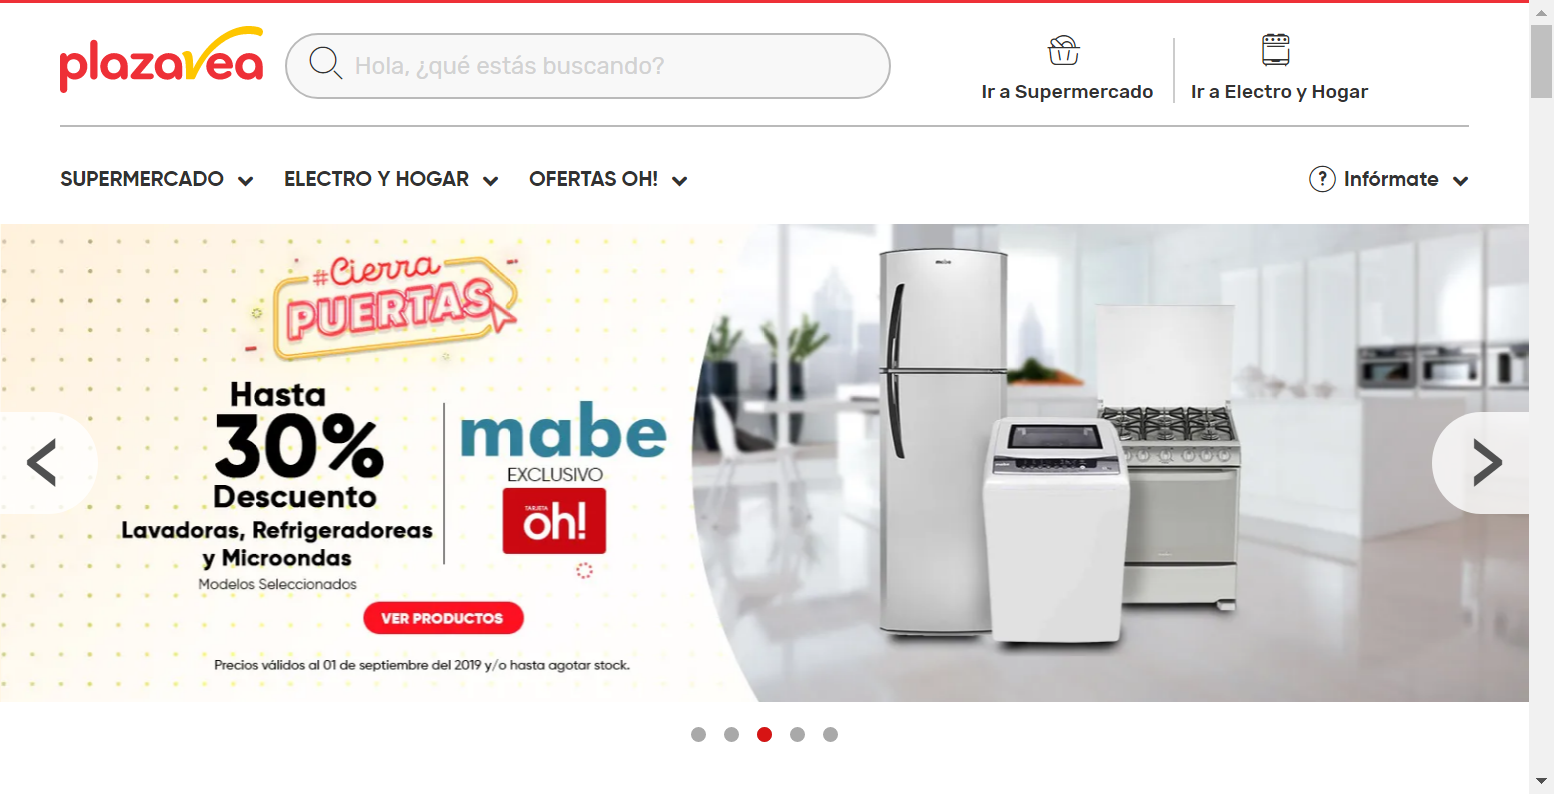 plazavea
Hola, ¿qué estás buscando?
Ir a Supermercado
Ir a Electro y Hogar
SUPERMERCADO
ELECTRO Y HOGAR
OFERTAS OH!
? Infórmate
#Cierra
PUERTAS
Hasta
30%
Descuento
Lavadoras, Refrigeradoreas
y Microondas
Modelos Seleccionados
mabe
EXCLUSIVO
TARJETA
oh!
VER PRODUCTOS
Precios válidos al 01 de septiembre del 2019 y/o hasta agotar stock.
mabe